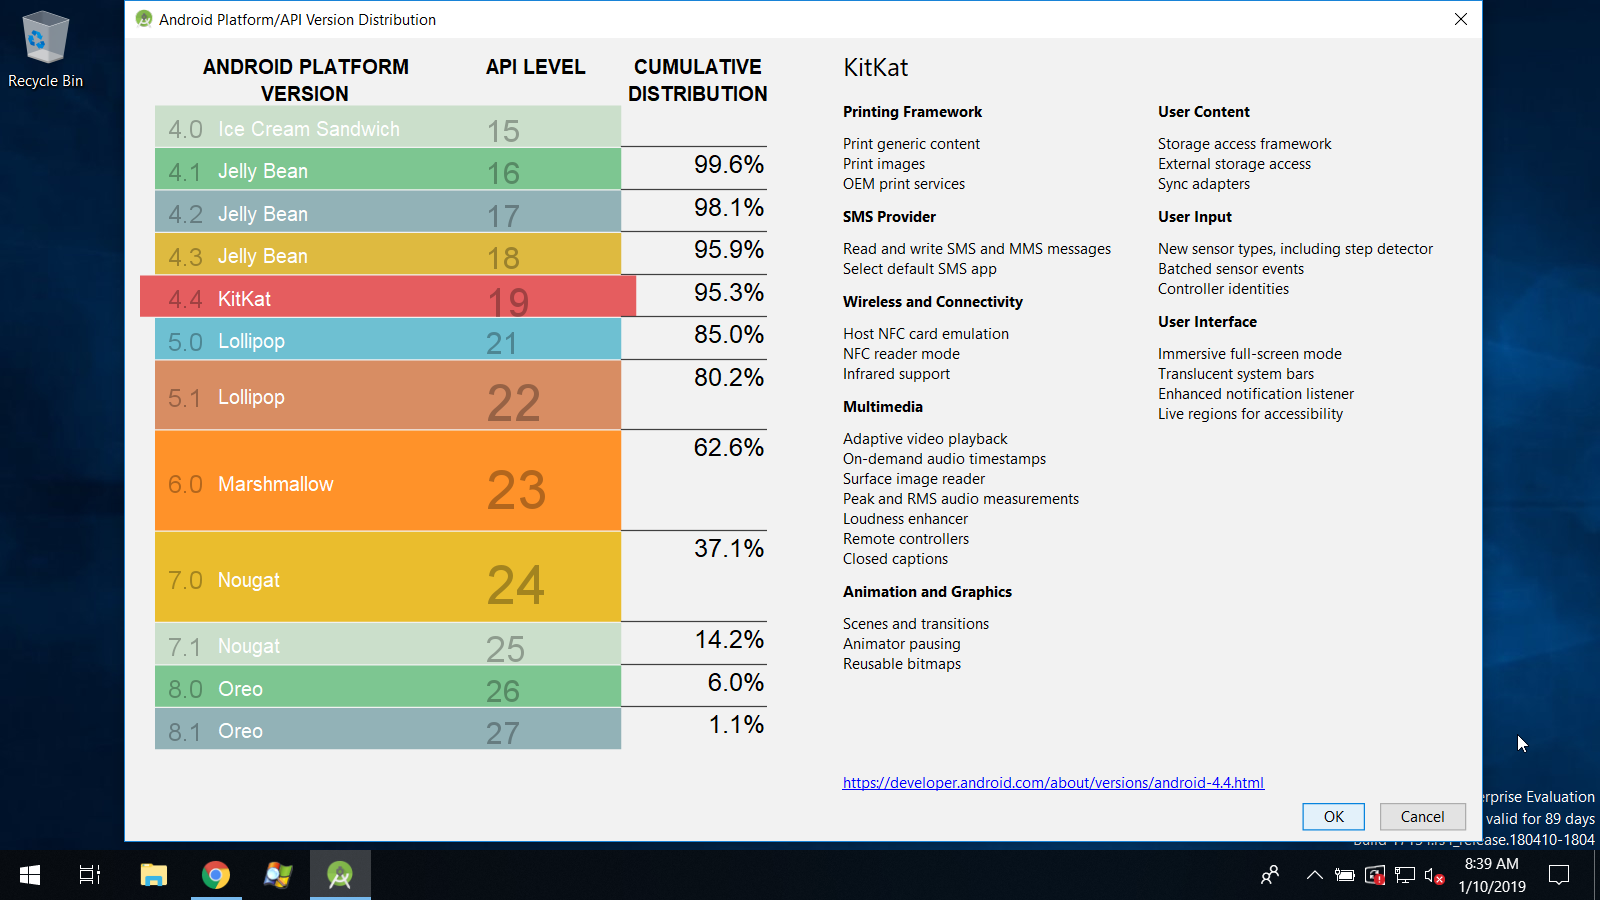 Recycle Bin
Android Platform/API Version Distribution
ANDROID PLATFORM
VERSION
API LEVEL
CUMULATIVE
DISTRIBUTION
4.0 Ice Cream Sandwich 15
4.1 Jelly Bean 16 99.6%
4.2 Jelly Bean 17 98.1%
4.3 Jelly Bean 18 95.9%
4.4 KitKat 19 95.3%
5.0 Lollipop 21 85.0%
5.1 Lollipop 22 80.2%
6.0 Marshmallow 23 62.6%
7.0 Nougat 24 37.1%
7.1 Nougat 25 14.2%
8.0 Oreo 26 6.0%
8.1 Oreo 27 1.1%
KitKat
Printing Framework
Print generic content
Print images
OEM print services
SMS Provider
Read and write SMS and MMS messages
Select default SMS app
Wireless and Connectivity
Host NFC card emulation
NFC reader mode
Infrared support
Multimedia
Adaptive video playback
On-demand audio timestamps
Surface image reader
Peak and RMS audio measurements
Loudness enhancer
Remote controllers
Closed captions
Animation and Graphics
Scenes and transitions
Animator pausing
Reusable bitmaps
User Content
Storage access framework
External storage access
Sync adapters
User Input
New sensor types, including step detector
Batched sensor events
Controller identities
User Interface
Immersive full-screen mode
Translucent system bars
Enhanced notification listener
Live regions for accessibility
https://developer.android.com/about/versions/android-4.4.html
OK
Cancel
erprise Evaluation
valid for 89 days
release.180410-1804
8:39 AM
1/10/2019